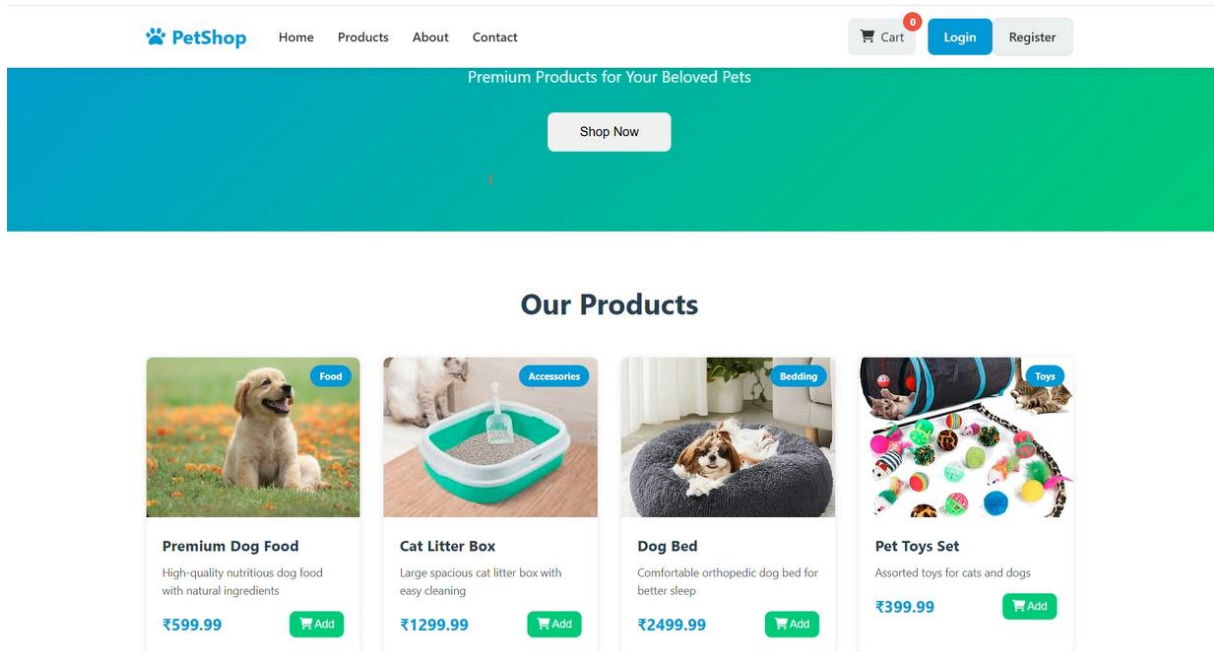 PetShop Home Products About Contact Cart 0 Login Register
Premium Products for Your Beloved Pets
Shop Now
Our Products
Food
Accessories
Bedding
Toys
Premium Dog Food
High-quality nutritious dog food
with natural ingredients
₹599.99 Add
Cat Litter Box
Large spacious cat litter box with
easy cleaning
₹1299.99 Add
Dog Bed
Comfortable orthopedic dog bed for
better sleep
₹2499.99 Add
Pet Toys Set
Assorted toys for cats and dogs
₹399.99 Add